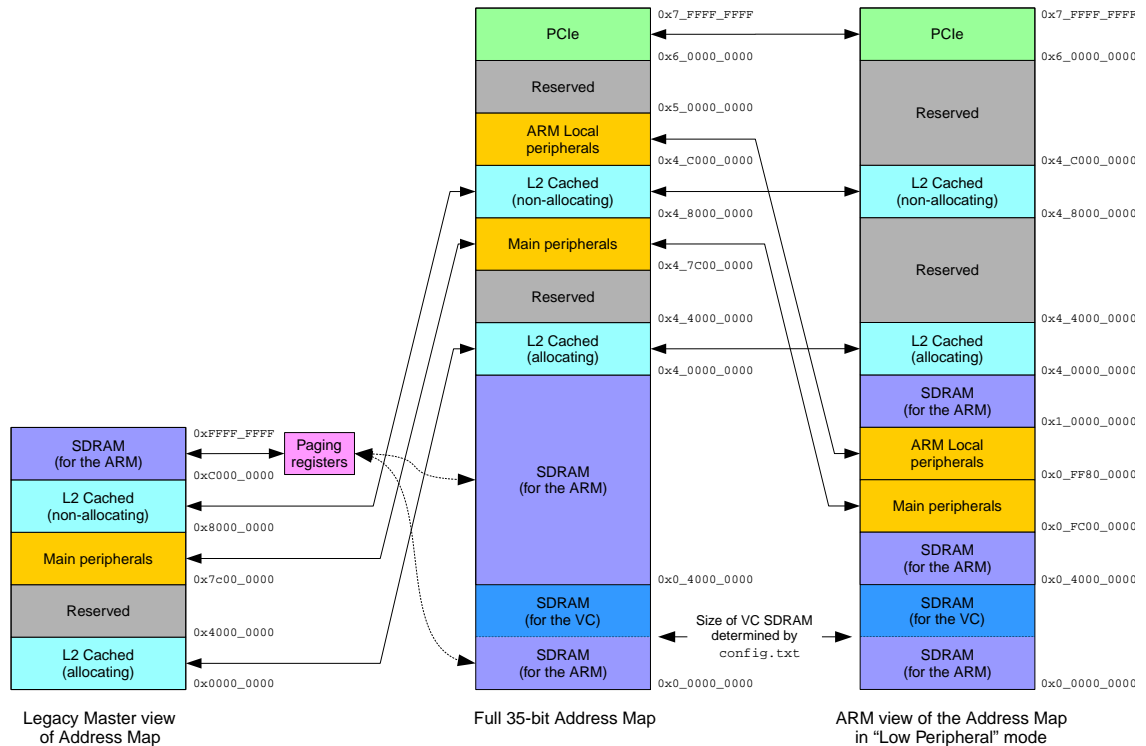 SDRAM
(for the ARM)
L2 Cached
(non-allocating)
Main peripherals
Reserved
L2 Cached
(allocating)
0xFFFF_FFFF
0xC000_0000
0x8000_0000
0x7c00_0000
0x4000_0000
0x0000_0000
Legacy Master view
of Address Map
Paging
registers
PCIe
Reserved
ARM Local
peripherals
L2 Cached
(non-allocating)
Main peripherals
Reserved
L2 Cached
(allocating)
SDRAM
(for the ARM)
SDRAM
(for the VC)
SDRAM
(for the ARM)
0x7_FFFF_FFFF
0x6_0000_0000
0x5_0000_0000
0x4_C000_0000
0x4_8000_0000
0x4_7C00_0000
0x4_4000_0000
0x4_0000_0000
0x0_4000_0000
0x0_0000_0000
Full 35-bit Address Map
Size of VC SDRAM
determined by
config.txt
PCIe
Reserved
L2 Cached
(non-allocating)
Reserved
L2 Cached
(allocating)
SDRAM
(for the ARM)
ARM Local
peripherals
Main peripherals
SDRAM
(for the ARM)
SDRAM
(for the VC)
SDRAM
(for the ARM)
0x7_FFFF_FFFF
0x6_0000_0000
0x4_C000_0000
0x4_8000_0000
0x4_4000_0000
0x4_0000_0000
0x1_0000_0000
0x0_FF80_0000
0x0_FC00_0000
0x0_4000_0000
0x0_0000_0000
ARM view of the Address Map
in “Low Peripheral” mode